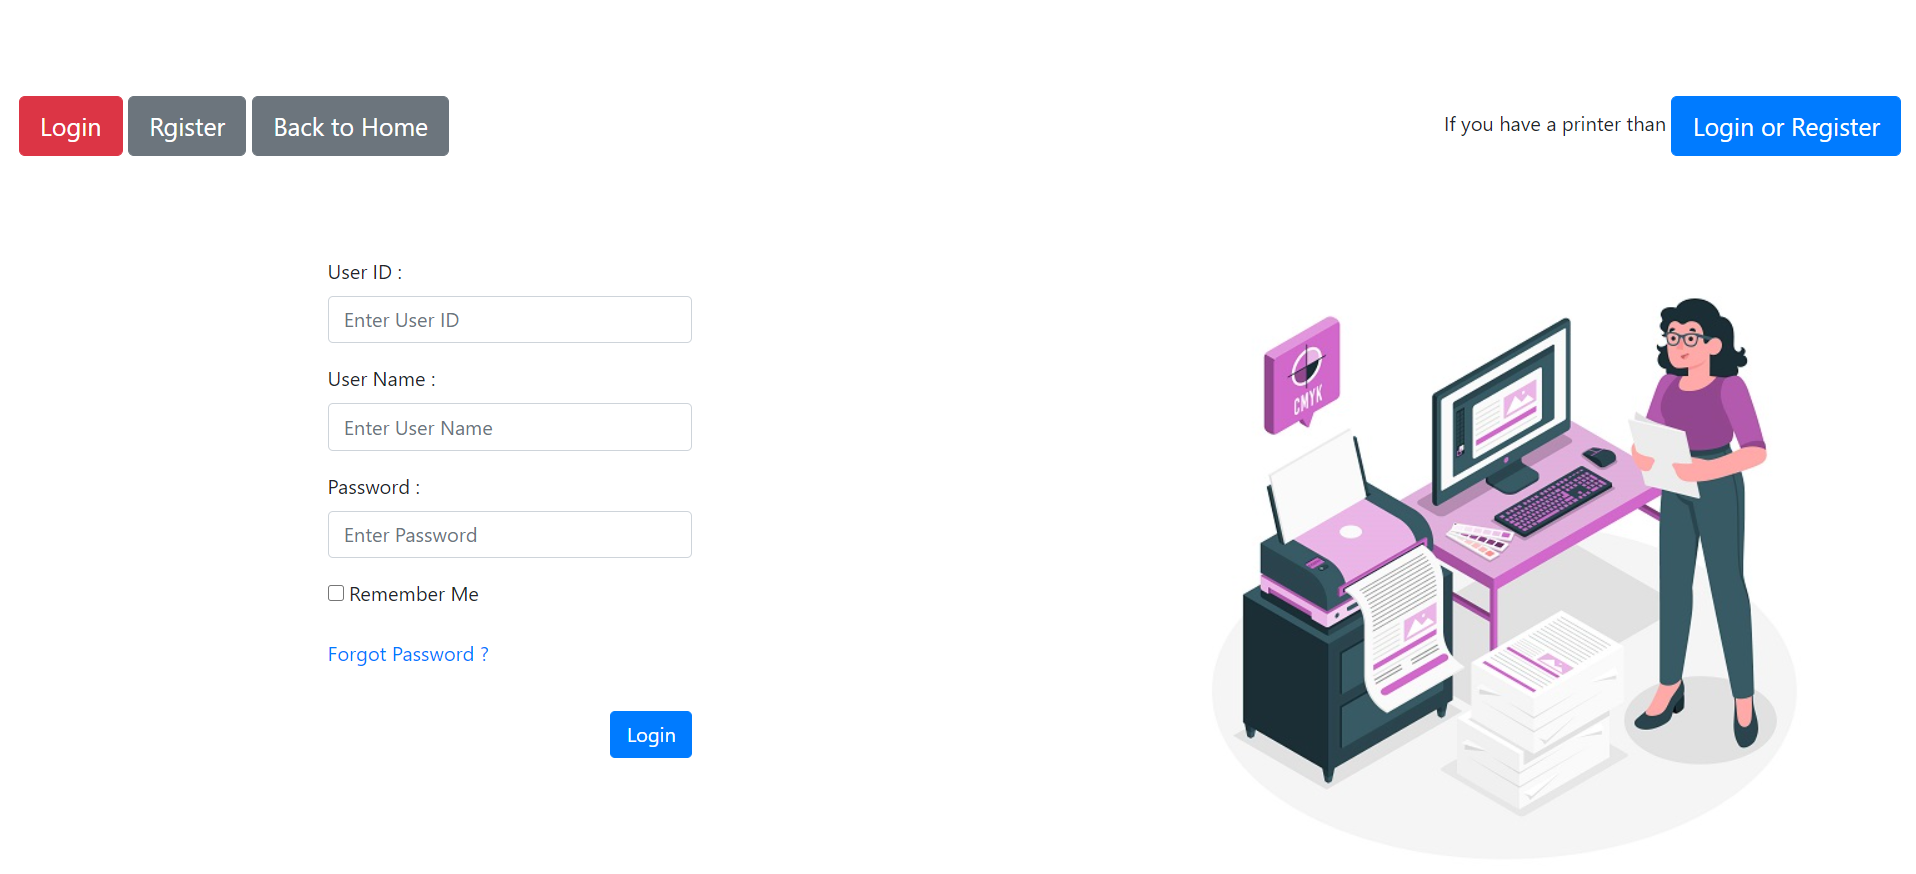 Login Rgister Back to Home If you have a printer than Login or Register
User ID :
Enter User ID
User Name :
Enter User Name
Password :
Enter Password
Remember Me
Forgot Password ?
Login
CMYK